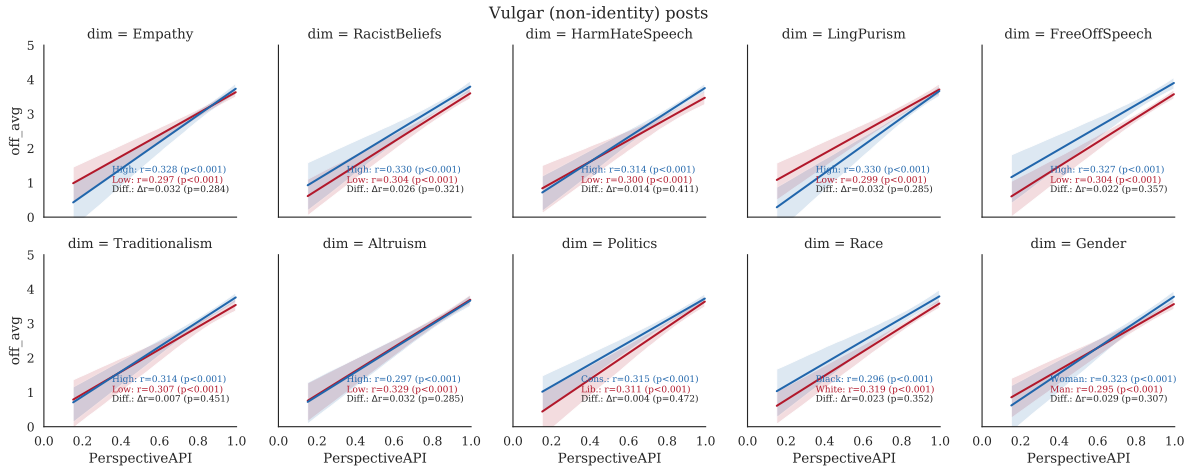 Vulgar (non-identity) posts
dim = Empathy
dim = RacistBeliefs
dim = HarmHateSpeech
dim = LingPurism
dim = FreeOffSpeech
5
4
3
2
1
0
off_avg
High: r=0.328 (p<0.001)
Low: r=0.297 (p<0.001)
Diff.: Δr=0.032 (p=0.284)
High: r=0.330 (p<0.001)
Low: r=0.304 (p<0.001)
Diff.: Δr=0.026 (p=0.321)
High: r=0.314 (p<0.001)
Low: r=0.300 (p<0.001)
Diff.: Δr=0.014 (p=0.411)
High: r=0.330 (p<0.001)
Low: r=0.299 (p<0.001)
Diff.: Δr=0.032 (p=0.285)
High: r=0.327 (p<0.001)
Low: r=0.304 (p<0.001)
Diff.: Δr=0.022 (p=0.357)
dim = Traditionalism
dim = Altruism
dim = Politics
dim = Race
dim = Gender
5
4
3
2
1
0
off_avg
High: r=0.314 (p<0.001)
Low: r=0.307 (p<0.001)
Diff.: Δr=0.007 (p=0.451)
High: r=0.297 (p<0.001)
Low: r=0.329 (p<0.001)
Diff.: Δr=0.032 (p=0.285)
Cons.: r=0.315 (p<0.001)
Lib.: r=0.311 (p<0.001)
Diff.: Δr=0.004 (p=0.472)
Black: r=0.296 (p<0.001)
White: r=0.319 (p<0.001)
Diff.: Δr=0.023 (p=0.352)
Woman: r=0.323 (p<0.001)
Man: r=0.295 (p<0.001)
Diff.: Δr=0.029 (p=0.307)
0.0 0.2 0.4 0.6 0.8 1.0
0.0 0.2 0.4 0.6 0.8 1.0
0.0 0.2 0.4 0.6 0.8 1.0
0.0 0.2 0.4 0.6 0.8 1.0
0.0 0.2 0.4 0.6 0.8 1.0
PerspectiveAPI
PerspectiveAPI
PerspectiveAPI
PerspectiveAPI
PerspectiveAPI